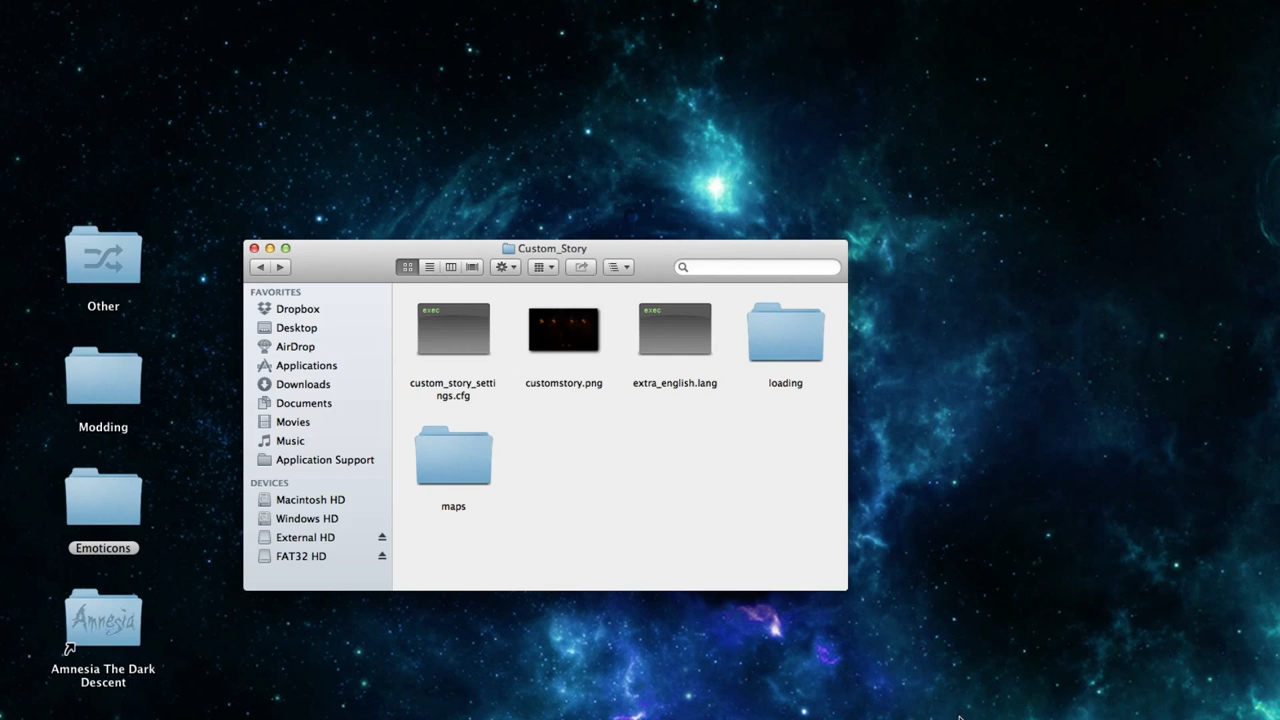 Custom_Story
FAVORITES
Dropbox
Desktop
AirDrop
Applications
Downloads
Documents
Movies
Music
Application Support
DEVICES
Macintosh HD
Windows HD
External HD
FAT32 HD
exec
custom_story_setti
ngs.cfg
customstory.png
exec
extra_english.lang
loading
maps
Other
Modding
Emoticons
Amnesia
Amnesia The Dark
Descent